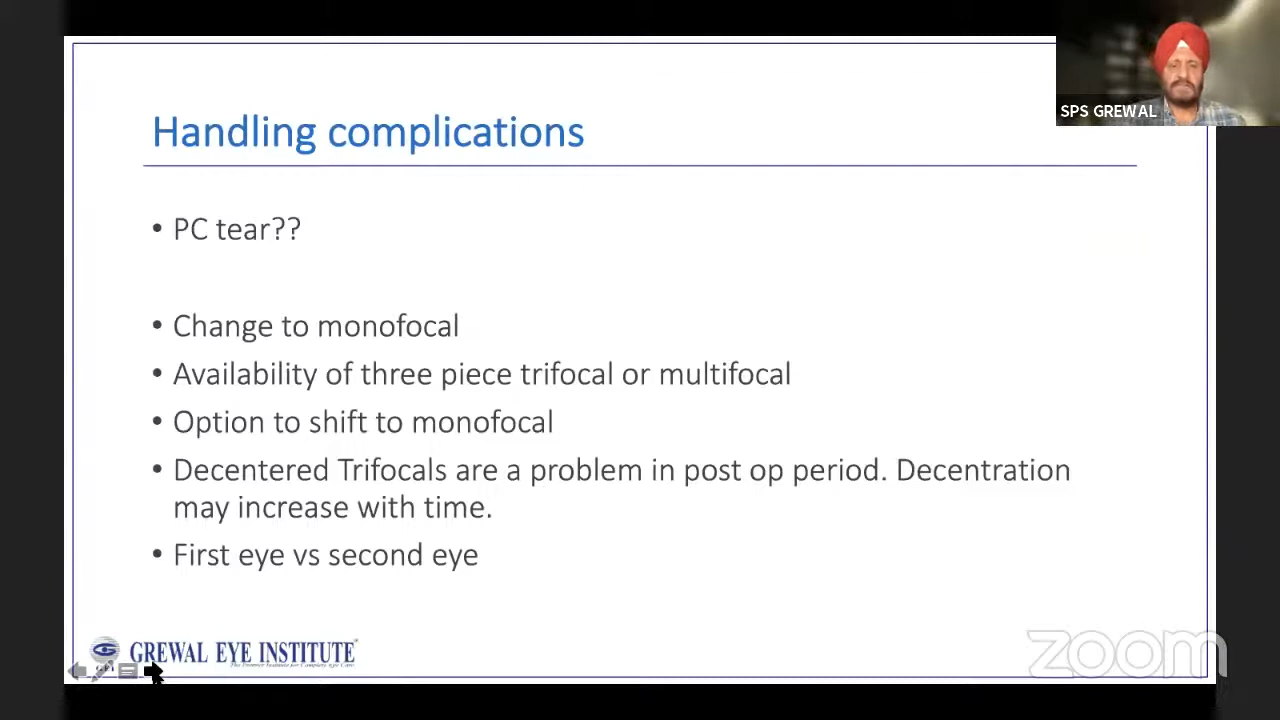 SPS GREWAL
Handling complications
• PC tear??
• Change to monofocal
• Availability of three piece trifocal or multifocal
• Option to shift to monofocal
• Decentered Trifocals are a problem in post op period. Decentration
may increase with time.
• First eye vs second eye
GREWAL EYE INSTITUTE
zoom